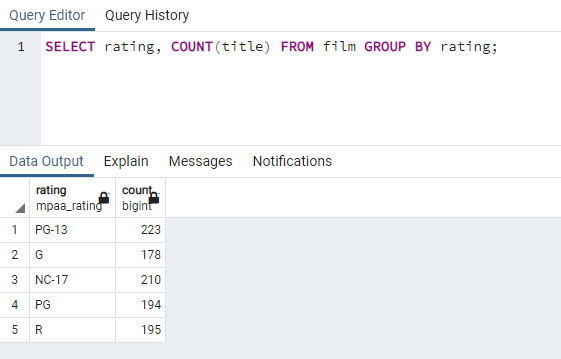 Query Editor Query History
1 SELECT rating, COUNT(title) FROM film GROUP BY rating;
Data Output Explain Messages Notifications
rating count
mpaa_rating bigint
1 PG-13 223
2 G 178
3 NC-17 210
4 PG 194
5 R 195